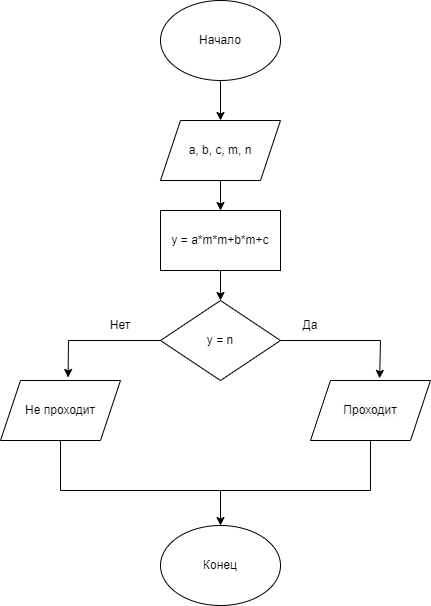 Начало
a, b, c, m, n
y = a*m*m+b*m+c
Нет
Да
y = n
Не проходит
Проходит
Конец